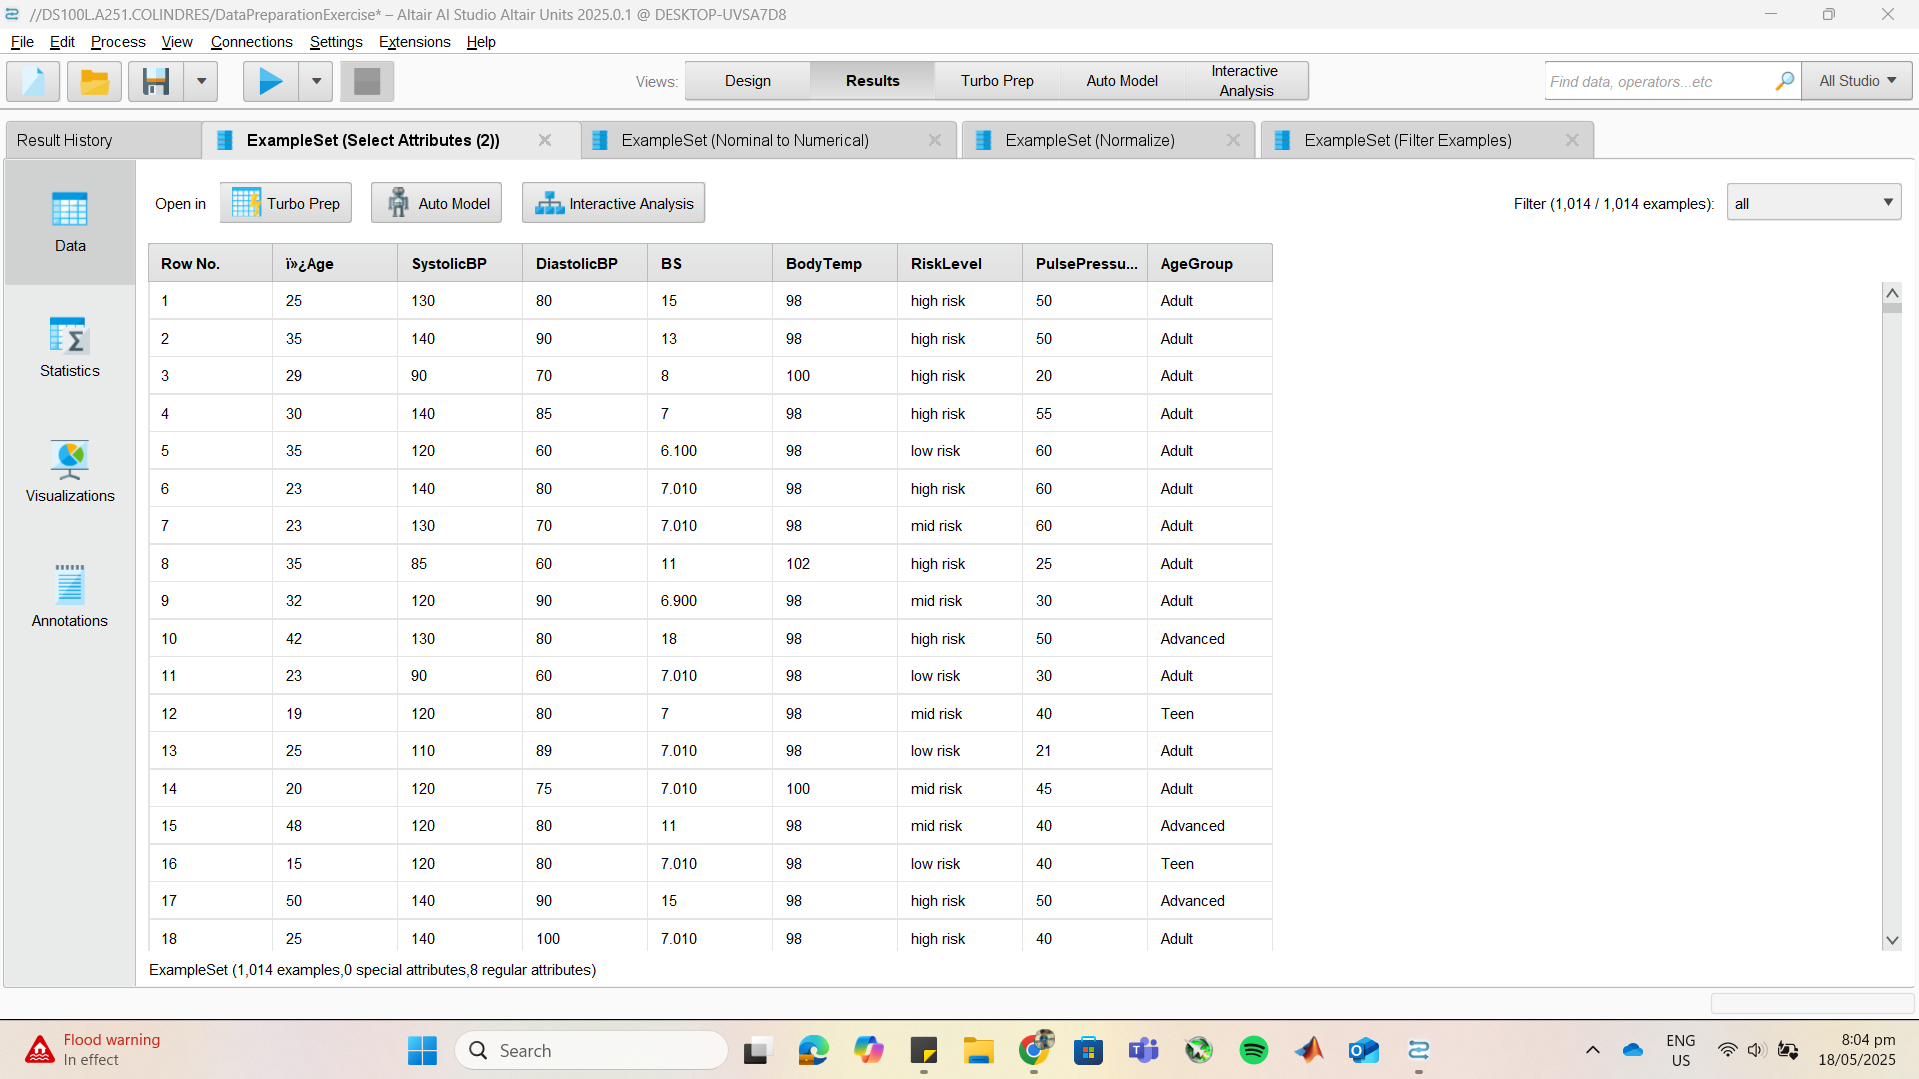 //DS100L.A251.COLINDRES/DataPreparationExercise* – Altair AI Studio Altair Units 2025.0.1 @ DESKTOP-UVSA7D8
File Edit Process View Connections Settings Extensions Help
Views: Design Results Turbo Prep Auto Model Interactive Analysis Find data, operators...etc All Studio
Result History ExampleSet (Select Attributes (2)) ExampleSet (Nominal to Numerical) ExampleSet (Normalize) ExampleSet (Filter Examples)
Data
Statistics
Visualizations
Annotations
Open in Turbo Prep Auto Model Interactive Analysis Filter (1,014 / 1,014 examples): all
Row No. ï»¿Age SystolicBP DiastolicBP BS BodyTemp RiskLevel PulsePressu... AgeGroup
1 25 130 80 15 98 high risk 50 Adult
2 35 140 90 13 98 high risk 50 Adult
3 29 90 70 8 100 high risk 20 Adult
4 30 140 85 7 98 high risk 55 Adult
5 35 120 60 6.100 98 low risk 60 Adult
6 23 140 80 7.010 98 high risk 60 Adult
7 23 130 70 7.010 98 mid risk 60 Adult
8 35 85 60 11 102 high risk 25 Adult
9 32 120 90 6.900 98 mid risk 30 Adult
10 42 130 80 18 98 high risk 50 Advanced
11 23 90 60 7.010 98 low risk 30 Adult
12 19 120 80 7 98 mid risk 40 Teen
13 25 110 89 7.010 98 low risk 21 Adult
14 20 120 75 7.010 100 mid risk 45 Adult
15 48 120 80 11 98 mid risk 40 Advanced
16 15 120 80 7.010 98 low risk 40 Teen
17 50 140 90 15 98 high risk 50 Advanced
18 25 140 100 7.010 98 high risk 40 Adult
ExampleSet (1,014 examples,0 special attributes,8 regular attributes)
Flood warning
In effect
Search
ENG
US
8:04 pm
18/05/2025